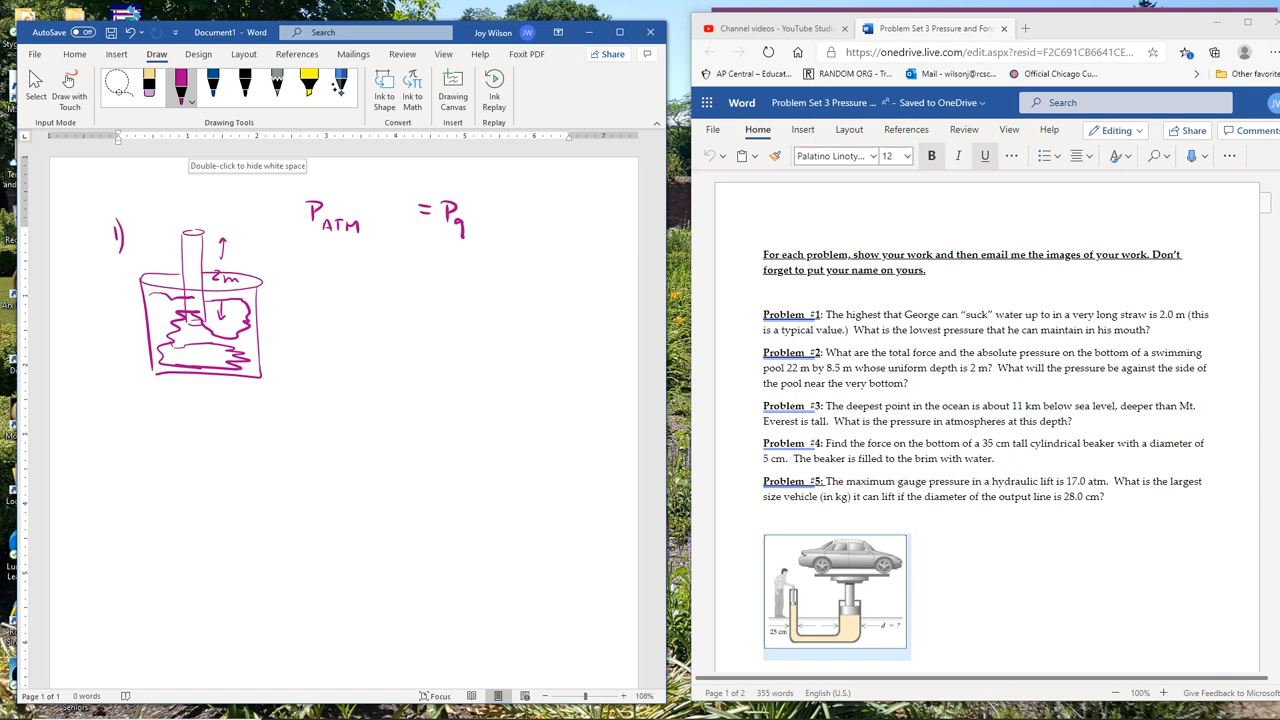 AutoSave Off Document1 - Word Search Joy Wilson JW
File Home Insert Draw Design Layout References Mailings Review View Help Foxit PDF
Select Draw with Touch Ink to Shape Ink to Math Drawing Canvas Ink Replay
Input Mode Drawing Tools Convert Insert Replay
Double-click to hide white space
P ATM = P g
1)
2m
Page 1 of 1 0 words Focus 108%
Channel videos - YouTube Studio Problem Set 3 Pressure and Forc
https://onedrive.live.com/edit.aspx?resid=F2C691CB6641CE...
AP Central – Educat... RANDOM ORG - Tr... Mail - wilsonj@rcsc... Official Chicago Cu... Other favorites
Word Problem Set 3 Pressure ... - Saved to OneDrive Search JW
File Home Insert Layout References Review View Help Editing Share Comments
Palatino Linoty... 12 B I U
For each problem, show your work and then email me the images of your work. Don't
forget to put your name on yours.
Problem #1: The highest that George can "suck" water up to in a very long straw is 2.0 m (this
is a typical value.) What is the lowest pressure that he can maintain in his mouth?
Problem #2: What are the total force and the absolute pressure on the bottom of a swimming
pool 22 m by 8.5 m whose uniform depth is 2 m? What will the pressure be against the side of
the pool near the very bottom?
Problem #3: The deepest point in the ocean is about 11 km below sea level, deeper than Mt.
Everest is tall. What is the pressure in atmospheres at this depth?
Problem #4: Find the force on the bottom of a 35 cm tall cylindrical beaker with a diameter of
5 cm. The beaker is filled to the brim with water.
Problem #5: The maximum gauge pressure in a hydraulic lift is 17.0 atm. What is the largest
size vehicle (in kg) it can lift if the diameter of the output line is 28.0 cm?
25 cm d = ?
Page 1 of 2 355 words English (U.S.) 100% Give Feedback to Microsoft